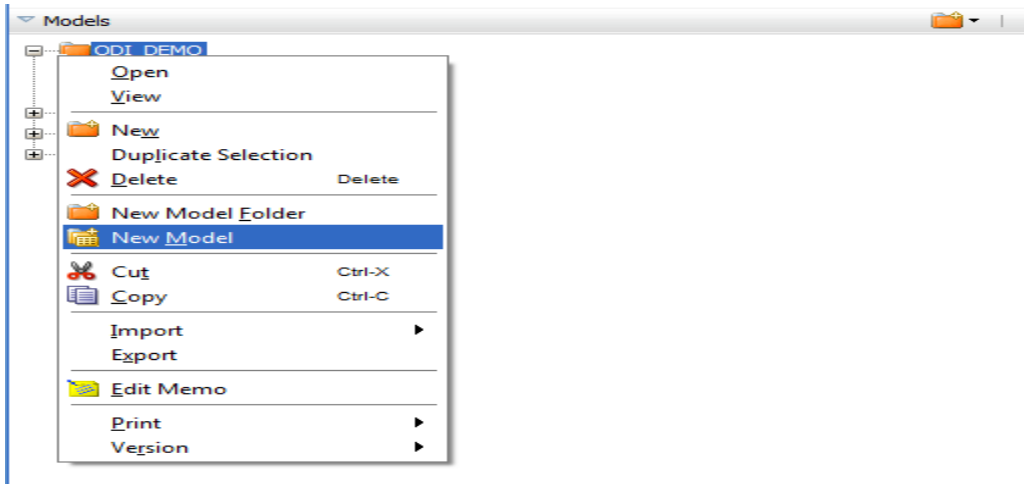 Models
ODI_DEMO
Open
View
New
Duplicate Selection
Delete Delete
New Model Folder
New Model
Cut Ctrl-X
Copy Ctrl-C
Import
Export
Edit Memo
Print
Version